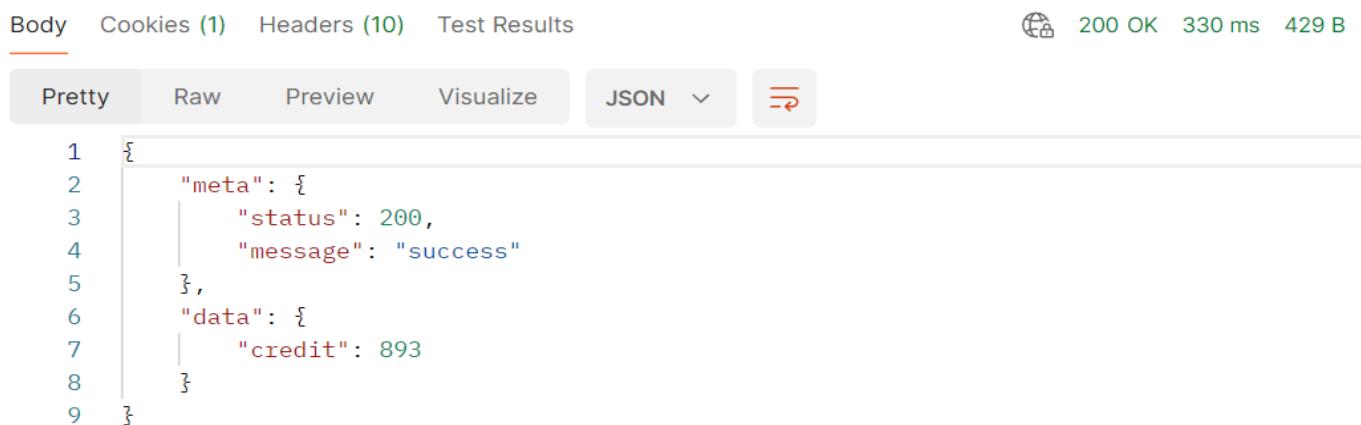 Body Cookies (1) Headers (10) Test Results 200 OK 330 ms 429 B
Pretty Raw Preview Visualize JSON
1 {
2 "meta": {
3 "status": 200,
4 "message": "success"
5 },
6 "data": {
7 "credit": 893
8 }
9 }